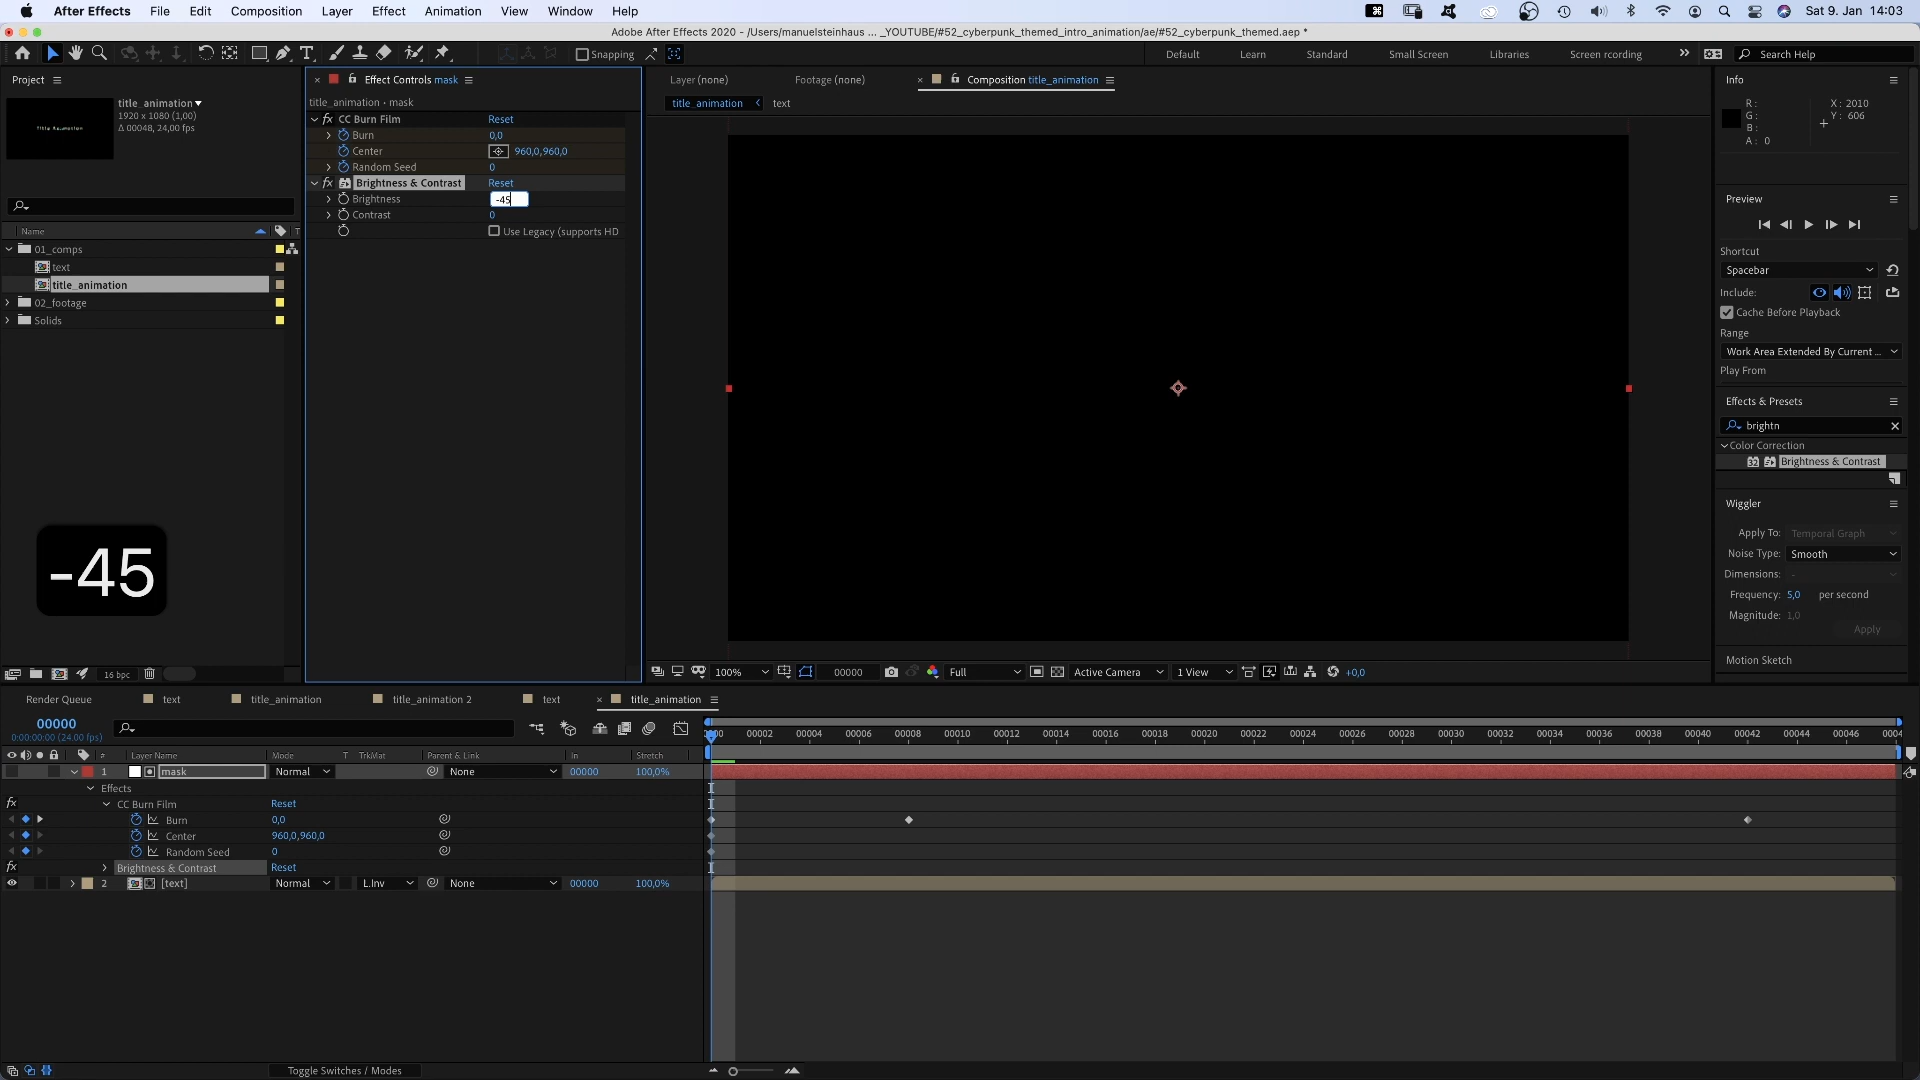 After Effects File Edit Composition Layer Effect Animation View Window Help Sat 9. Jan 14:03
Adobe After Effects 2020 - /Users/manuelsteinhaus ... _YOUTUBE/#52_cyberpunk_themed_intro_animation/ae/#52_cyberpunk_themed.aep *
Snapping Default Learn Standard Small Screen Libraries Screen rcording Search Help
Project
title_animation
1920 x 1080 (1,00)
Δ 00048, 24,00 fps
Name
01_comps
text
title_animation
02_footage
Solids
-45
16 bpc
Effect Controls mask
title_animation · mask
fx CC Burn Film Reset
Burn 0,0
Center 960,0,960,0
Random Seed 0
fx Brightness & Contrast Reset
Brightness -45
Contrast 0
Use Legacy (supports HD
Layer (none) Footage (none) Composition title_animation
title_animation text
100% 00000 Full Active Camera 1 View +0,0
Info
R: X: 2010
G: Y: 606
B:
A: 0
Preview
Shortcut
Spacebar
Include:
Cache Before Playback
Range
Work Area Extended By Current ...
Play From
Effects & Presets
brightn
Color Correction
32 Brightness & Contrast
Wiggler
Apply To: Temporal Graph
Noise Type: Smooth
Dimensions: -
Frequency: 5,0 per second
Magnitude: 1,0
Apply
Motion Sketch
Render Queue text title_animation title_animation 2 text title_animation
00000
0:00:00:00 (24.00 fps)
00002 00004 00006 00008 00010 00012 00014 00016 00018 00020 00022 00024 00026 00028 00030 00032 00034 00036 00038 00040 00042 00044 00046
# Layer Name Mode T TrkMat Parent & Link In Stretch
1 mask Normal None 00000 100,0%
Effects
fx CC Burn Film Reset
Burn 0,0
Center 960,0,960,0
Random Seed 0
fx Brightness & Contrast Reset
2 [text] Normal L.Inv None 00000 100,0%
Toggle Switches / Modes